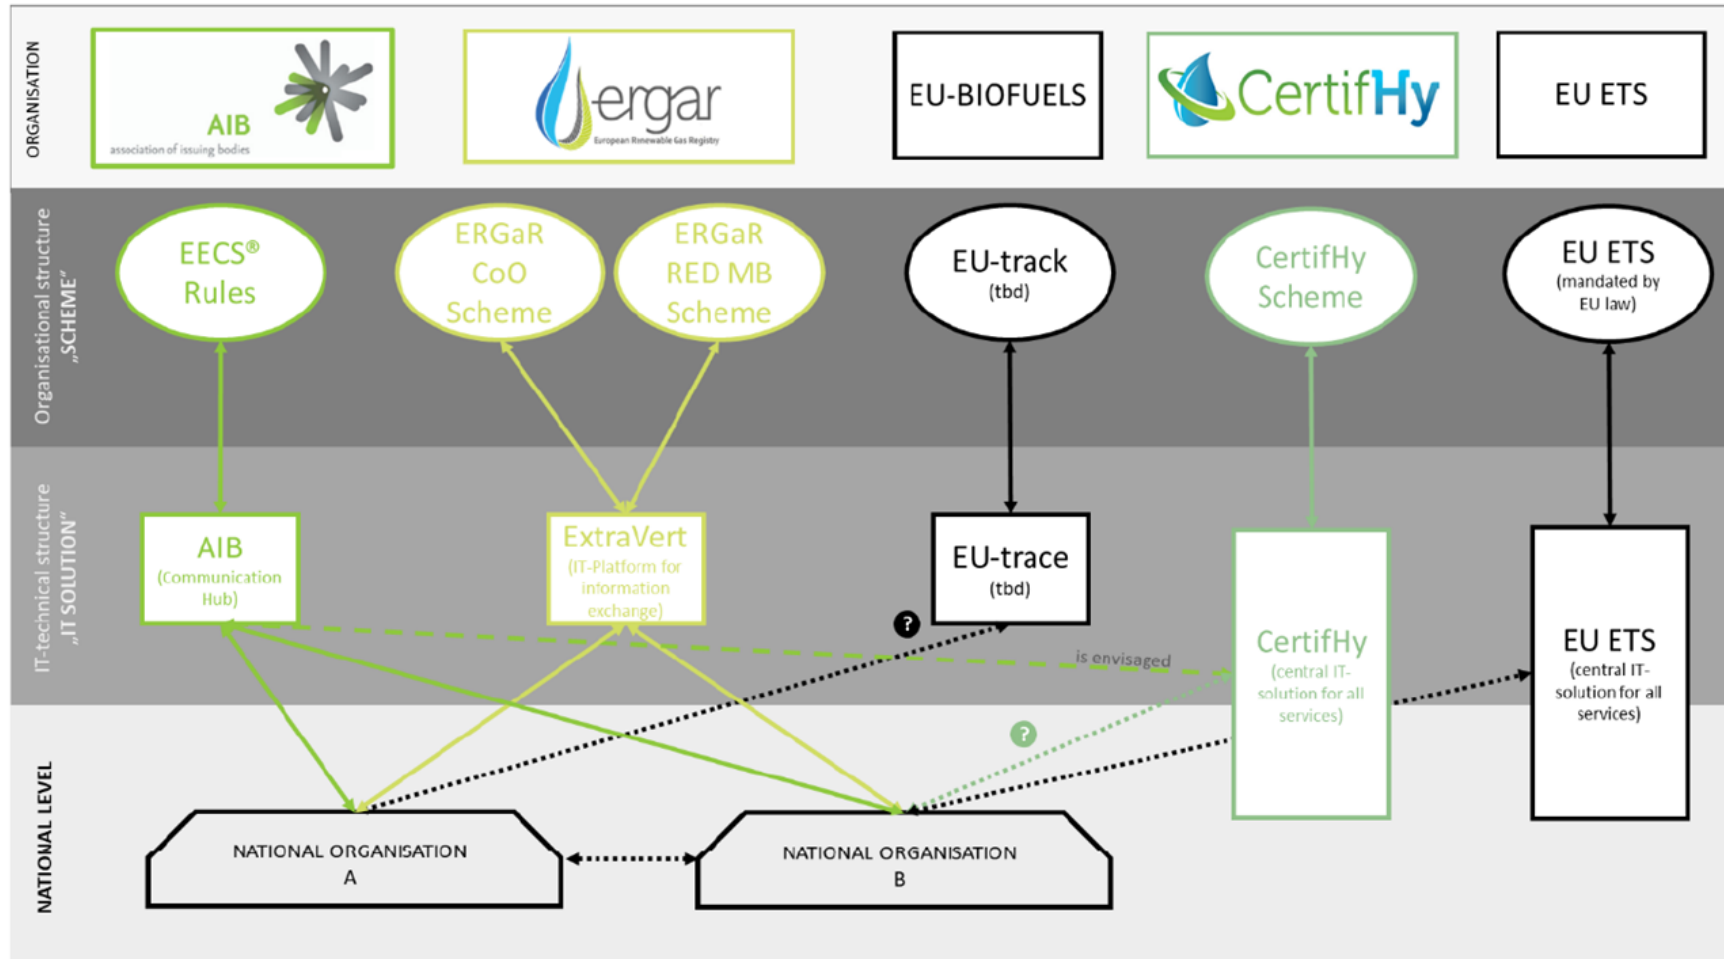 ORGANISATION
AIB
association of issuing bodies
ergar
European Renewable Gas Registry
EU-BIOFUELS
CertifHy
EU ETS
Organisational structure
„SCHEME“
EECS®
Rules
ERGaR
CoO
Scheme
ERGaR
RED MB
Scheme
EU-track
(tbd)
CertifHy
Scheme
EU ETS
(mandated by
EU law)
IT-technical structure
„IT SOLUTION“
AIB
(Communication
Hub)
ExtraVert
(IT-Platform for
information
exchange)
EU-trace
(tbd)
?
is envisaged
CertifHy
(central IT-
solution for all
services)
EU ETS
(central IT-
solution for all
services)
?
NATIONAL LEVEL
NATIONAL ORGANISATION
A
NATIONAL ORGANISATION
B